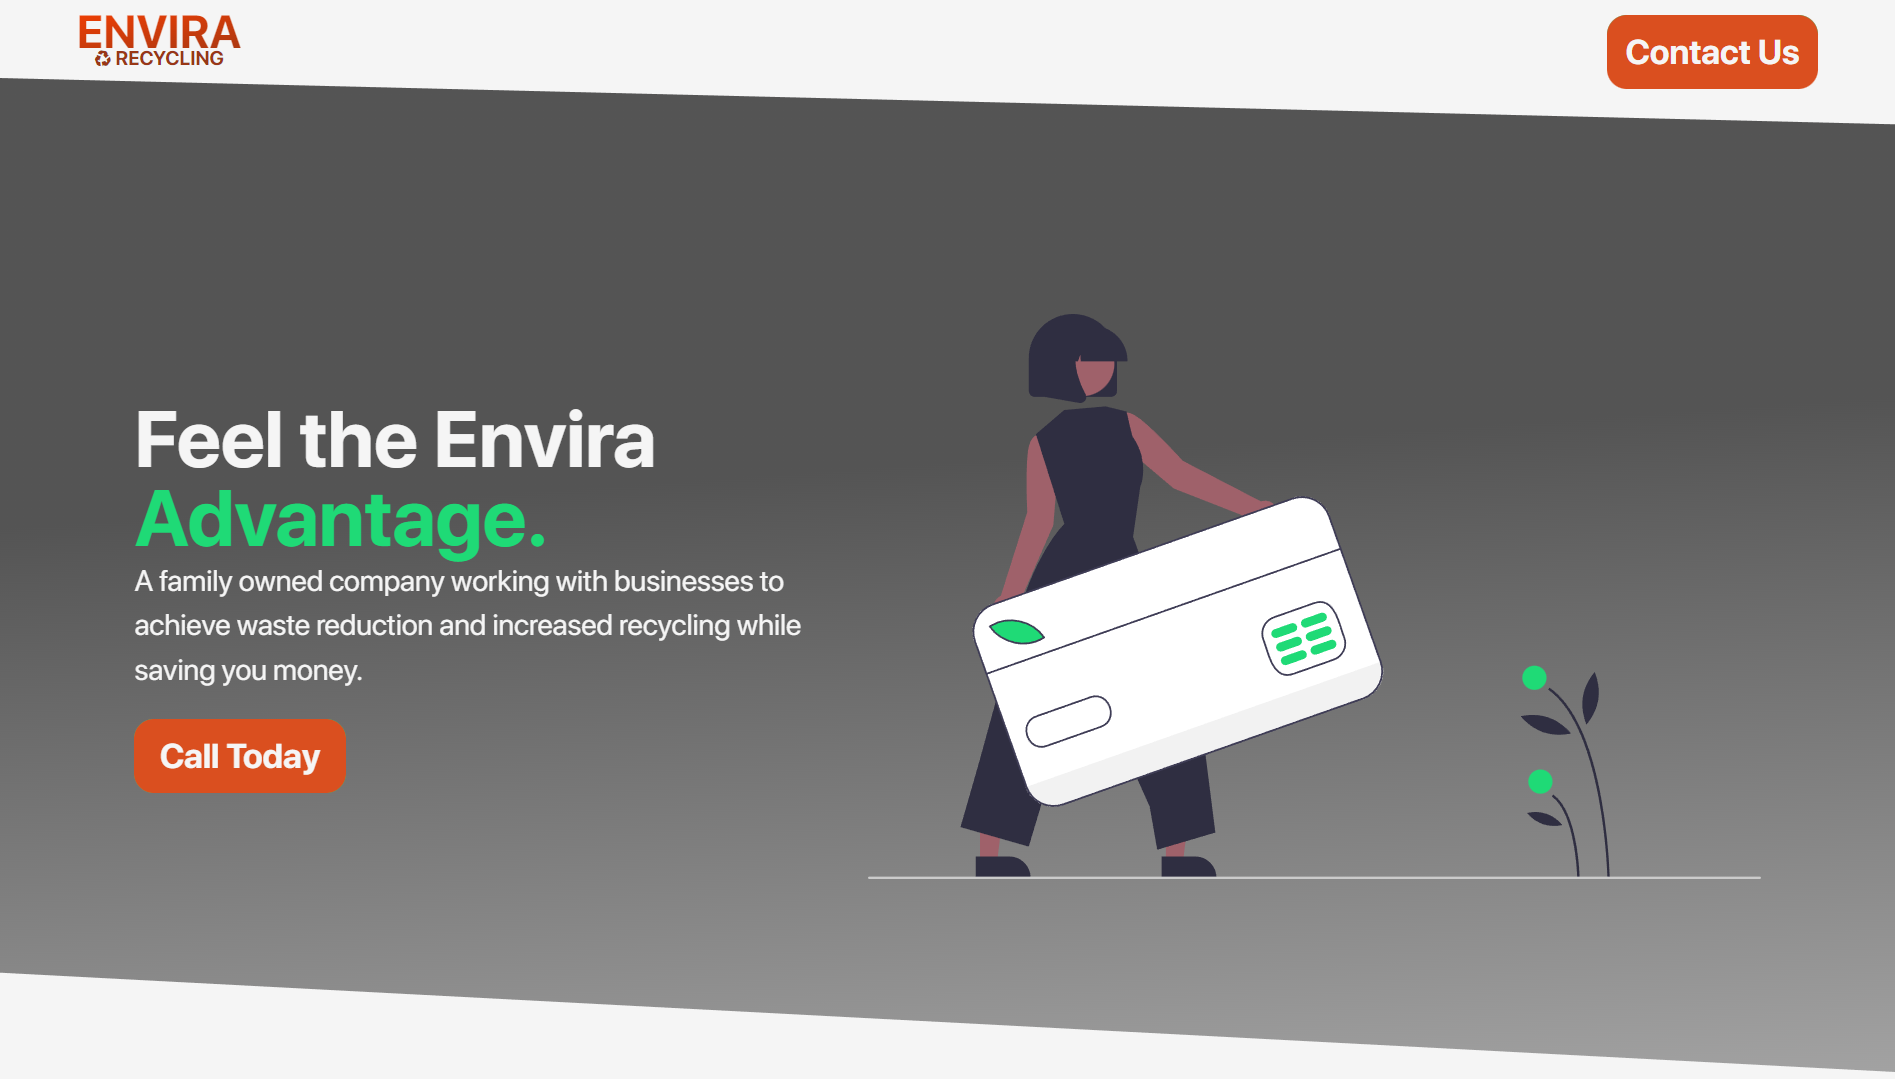 ENVIRA
♻ RECYCLING
Contact Us
Feel the Envira
Advantage.
A family owned company working with businesses to
achieve waste reduction and increased recycling while
saving you money.
Call Today